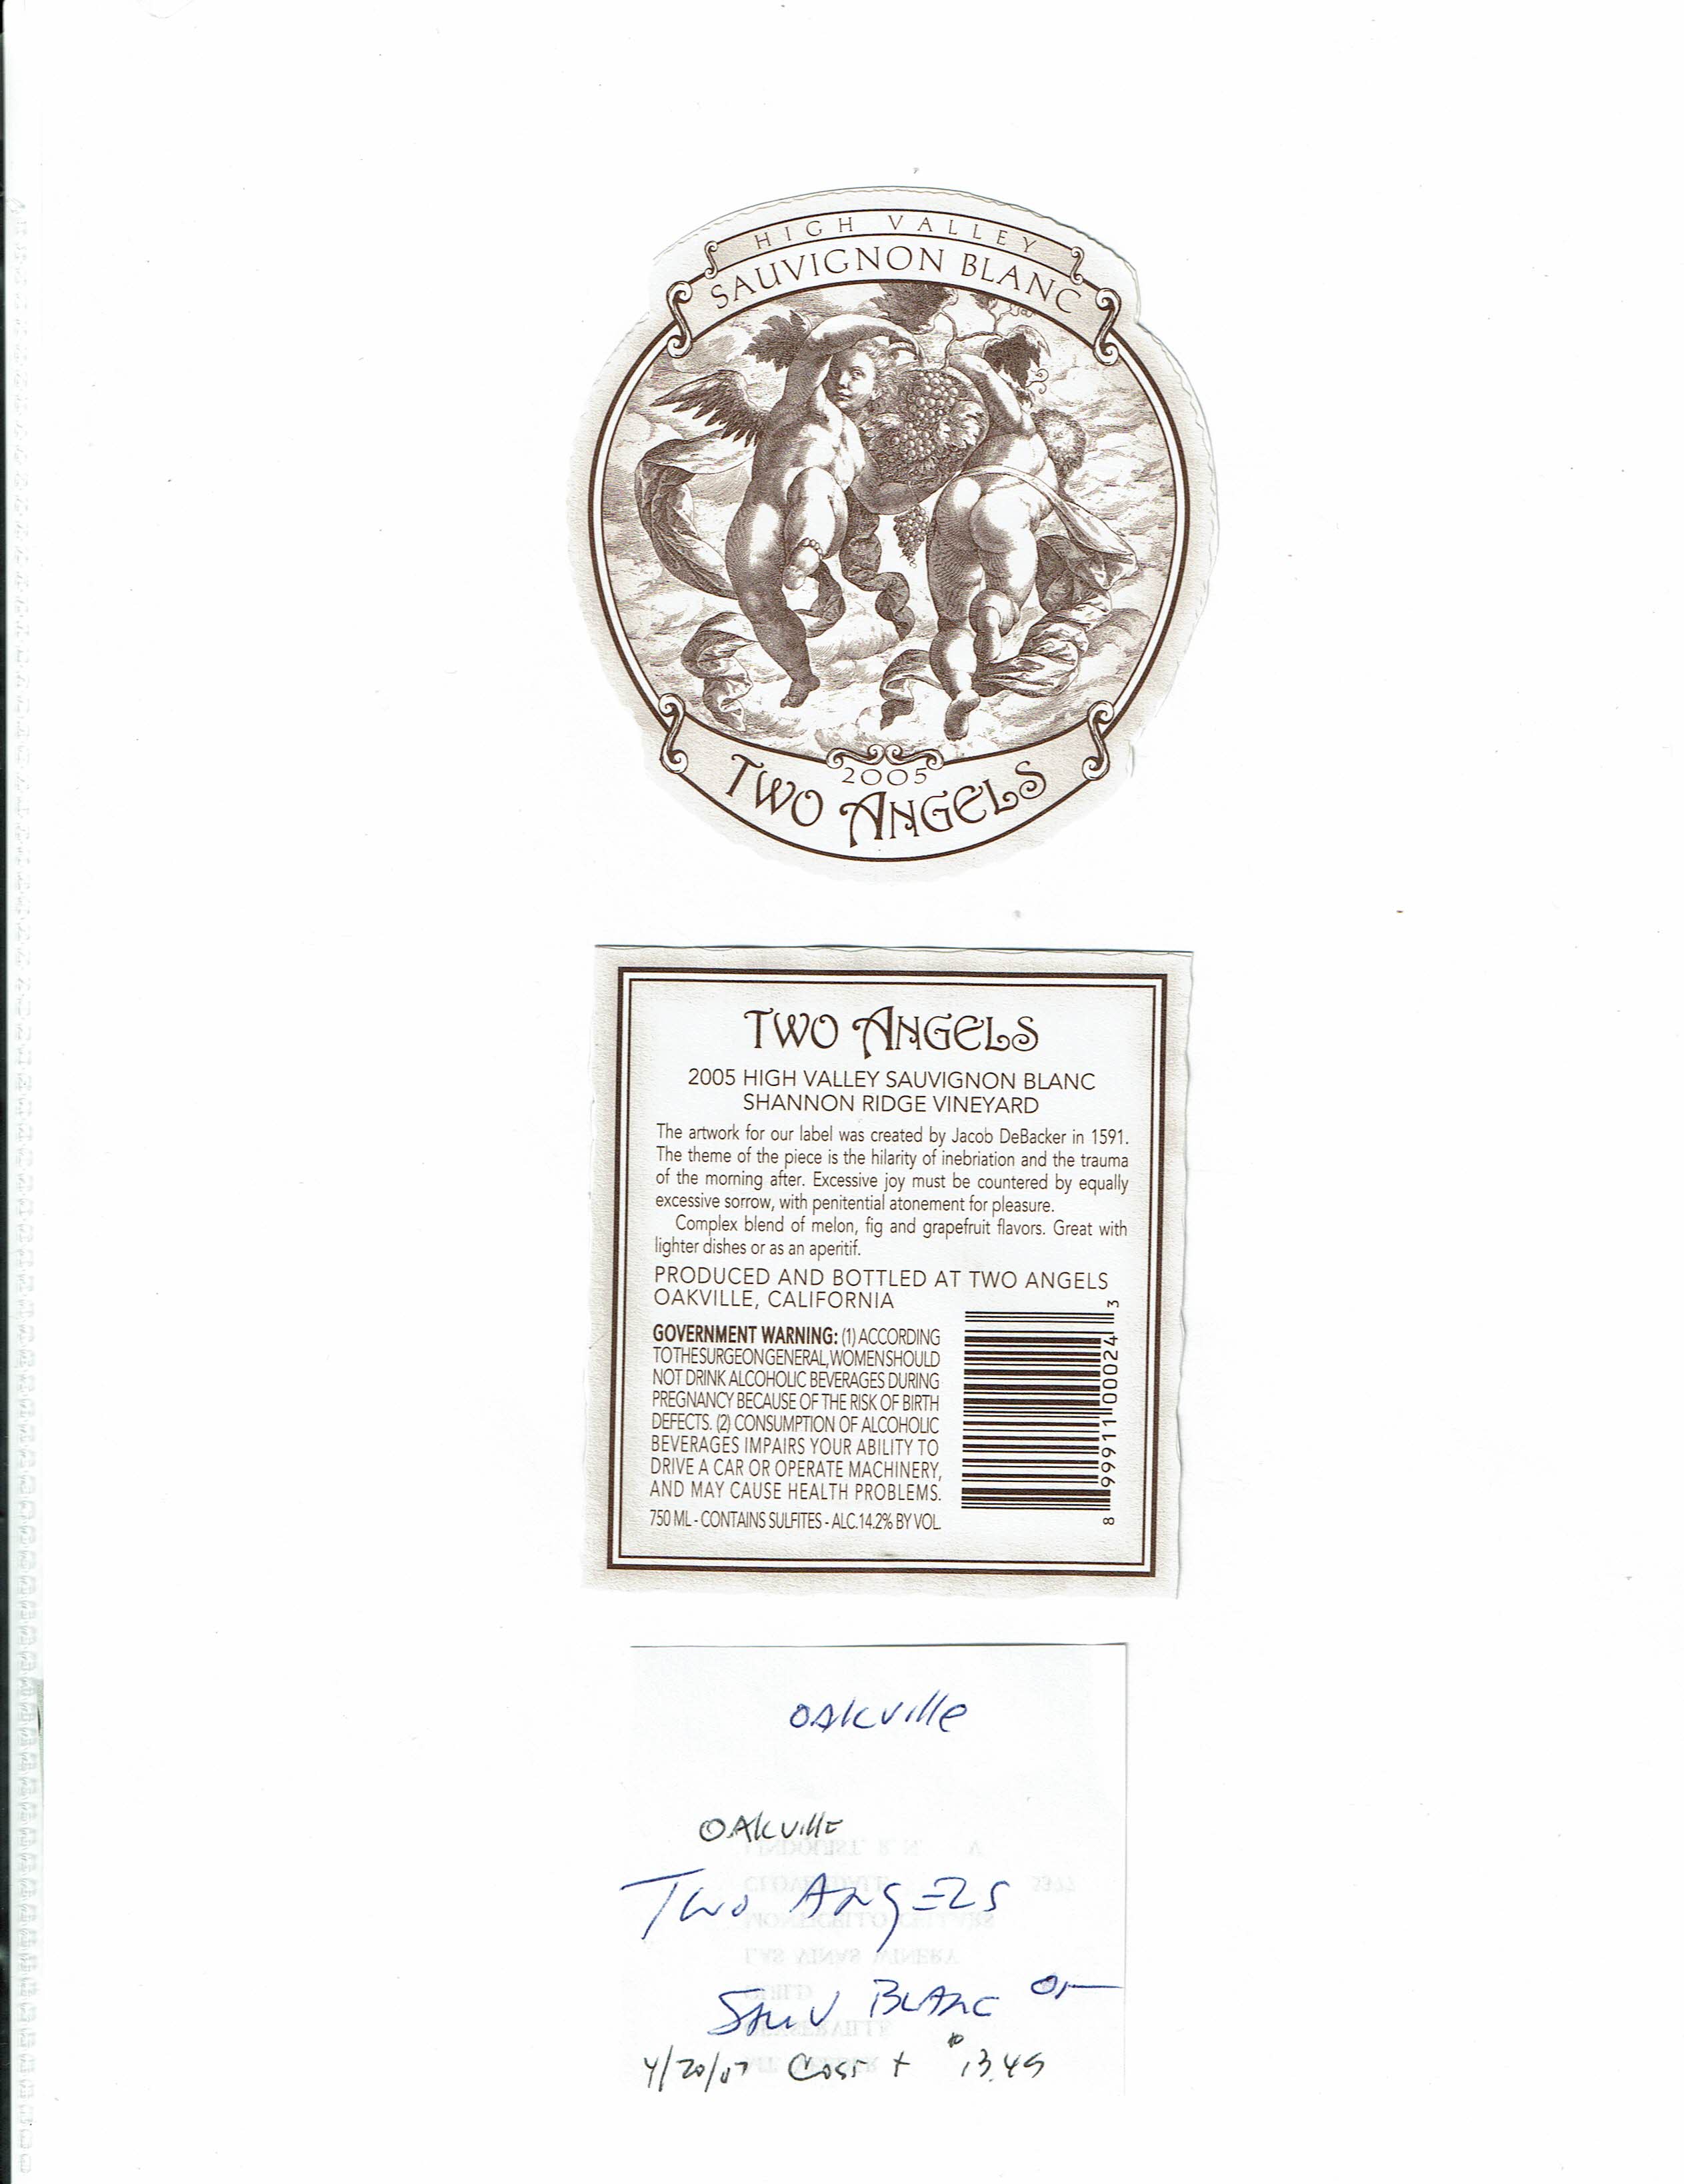 HIGH VALLEY
SAUVIGNON BLANC
2005
TWO ANGELS
TWO ANGELS
2005 HIGH VALLEY SAUVIGNON BLANC
SHANNON RIDGE VINEYARD
The artwork for our label was created by Jacob DeBacker in 1591.
The theme of the piece is the hilarity of inebriation and the trauma
of the morning after. Excessive joy must be countered by equally
excessive sorrow, with penitential atonement for pleasure.
Complex blend of melon, fig and grapefruit flavors. Great with
lighter dishes or as an aperitif.
PRODUCED AND BOTTLED AT TWO ANGELS
OAKVILLE, CALIFORNIA
GOVERNMENT WARNING: (1) ACCORDING
TO THE SURGEON GENERAL, WOMEN SHOULD
NOT DRINK ALCOHOLIC BEVERAGES DURING
PREGNANCY BECAUSE OF THE RISK OF BIRTH
DEFECTS. (2) CONSUMPTION OF ALCOHOLIC
BEVERAGES IMPAIRS YOUR ABILITY TO
DRIVE A CAR OR OPERATE MACHINERY,
AND MAY CAUSE HEALTH PROBLEMS.
750 ML - CONTAINS SULFITES - ALC. 14.2% BY VOL.
8 99911 00024 3
OAKville
OAKville
Two Angels
Sauv Blanc
4/20/07 Cost + $13.49